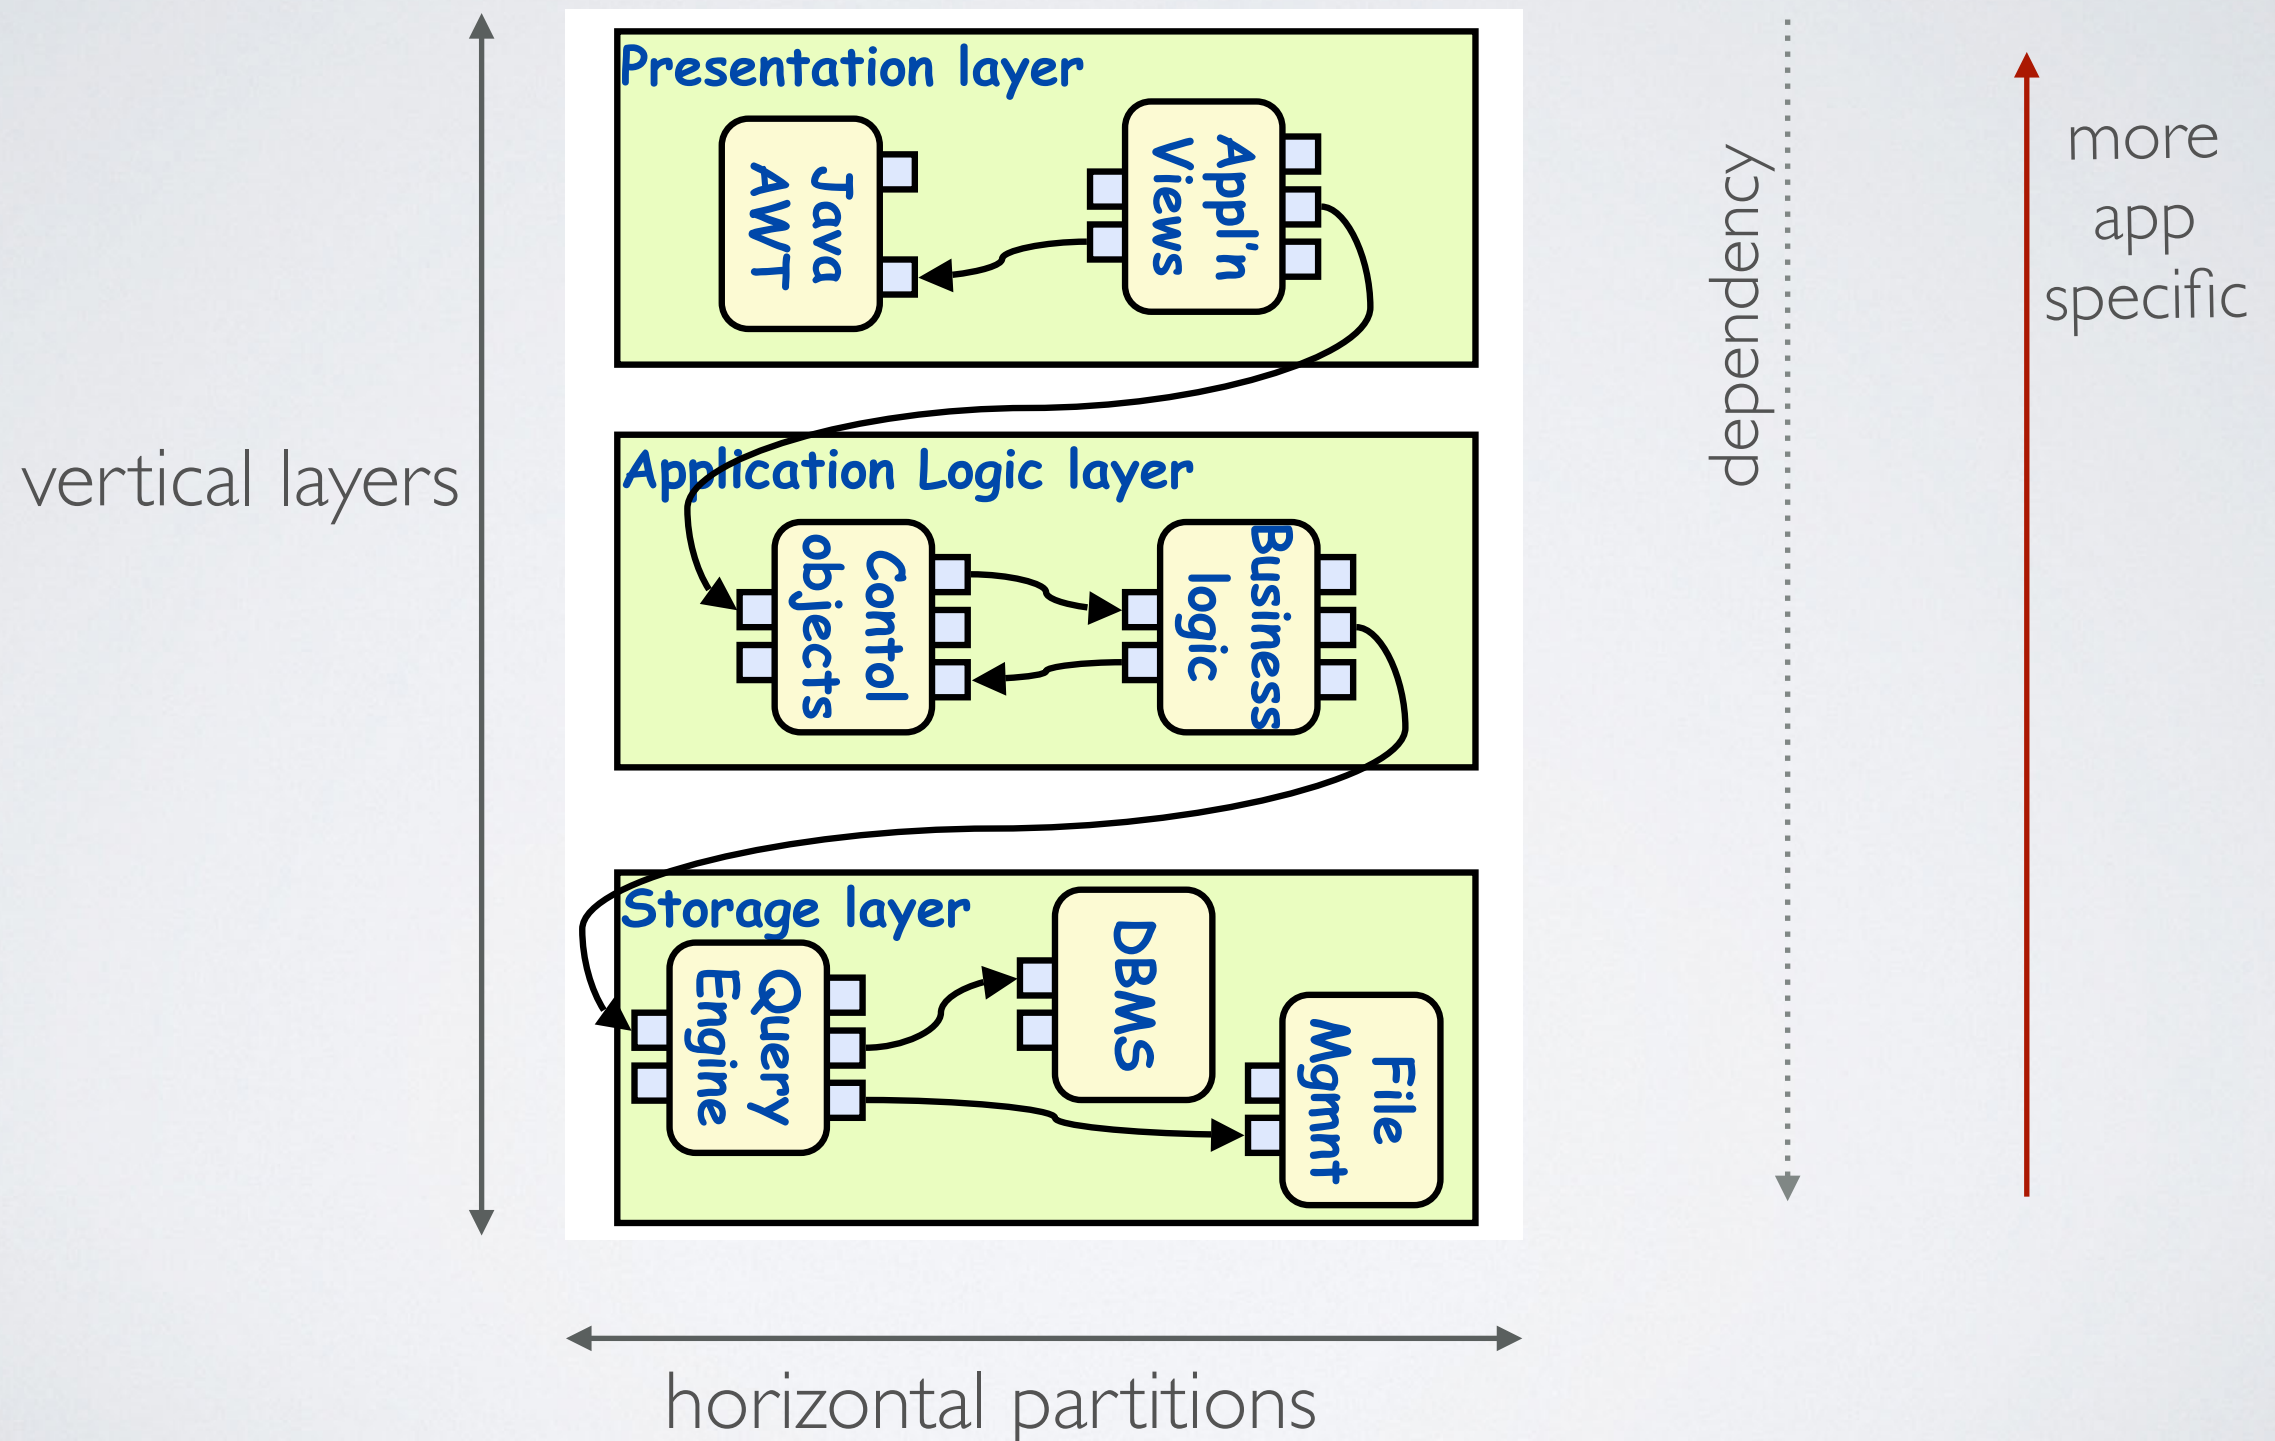 Presentation layer
Java
AWT
Appl'n
Views
dependency
more
app
specific
vertical layers
Application Logic layer
Contol
objects
Business
logic
Storage layer
Query
Engine
DBMS
File
Mgmnt
horizontal partitions